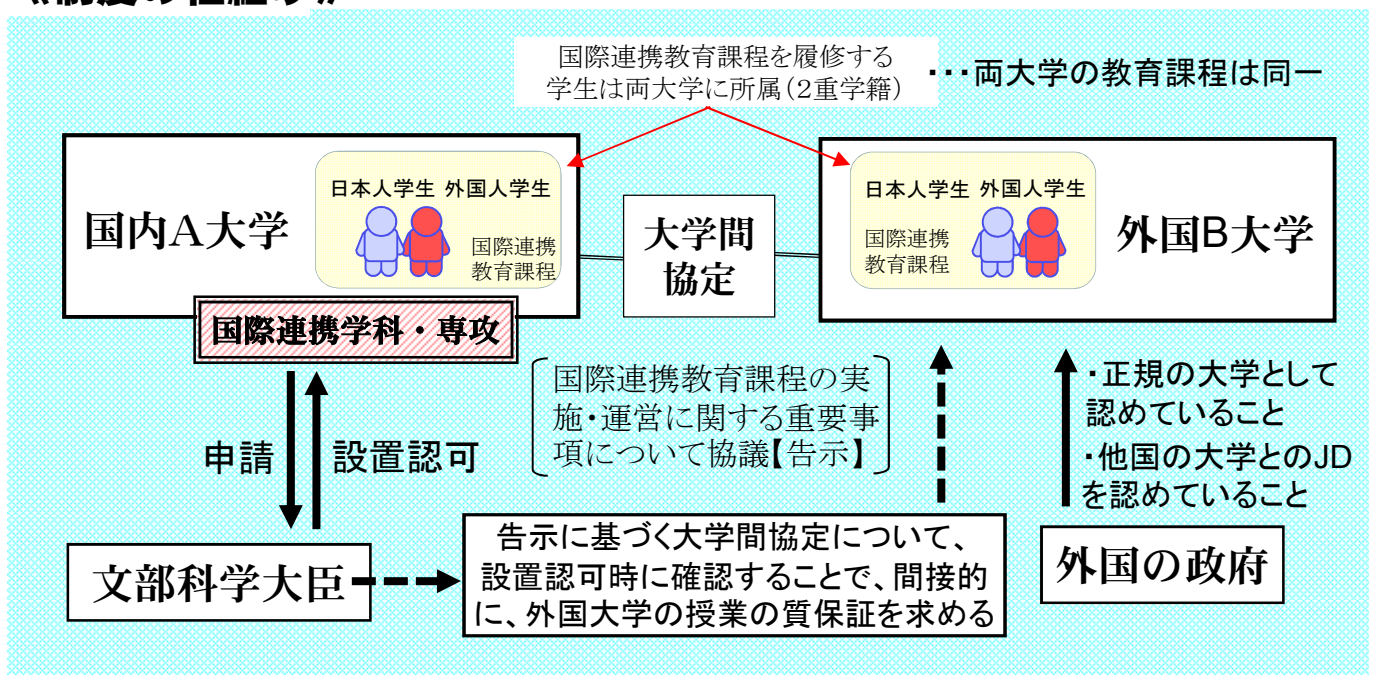 《制度の仕組み》
国際連携教育課程を履修する
学生は両大学に所属(2重学籍)
・・・両大学の教育課程は同一
国内A大学
日本人学生 外国人学生
国際連携
教育課程
国際連携学科・専攻
大学間
協定
日本人学生 外国人学生
国際連携
教育課程
外国B大学
国際連携教育課程の実
施・運営に関する重要事
項について協議【告示】
・正規の大学として
認めていること
・他国の大学とのJD
を認めていること
申請
設置認可
文部科学大臣
告示に基づく大学間協定について、
設置認可時に確認することで、間接的
に、外国大学の授業の質保証を求める
外国の政府